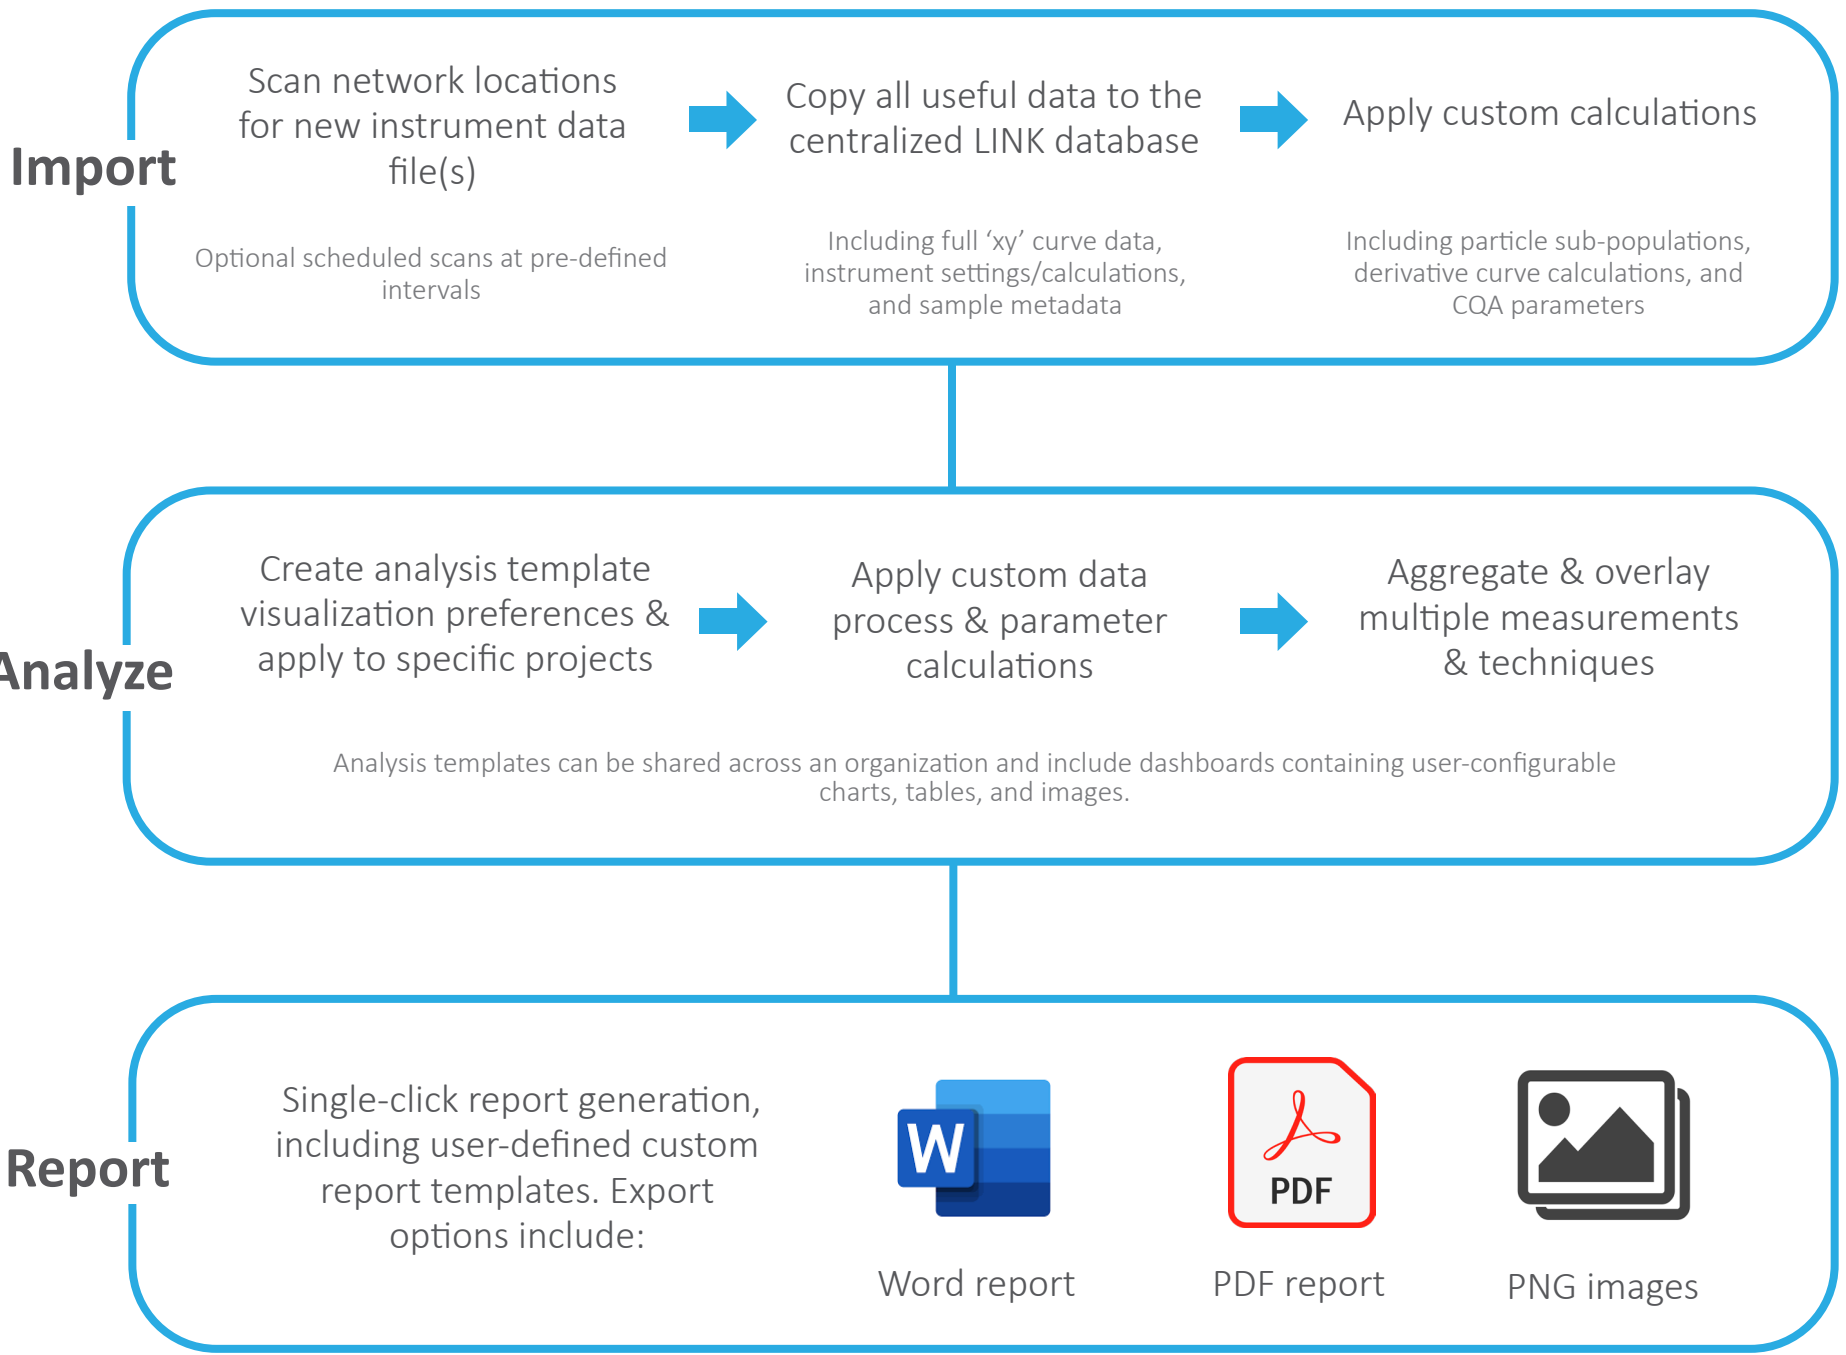 Import
Scan network locations
for new instrument data
file(s)
Optional scheduled scans at pre-defined
intervals
Copy all useful data to the
centralized LINK database
Including full ‘xy’ curve data,
instrument settings/calculations,
and sample metadata
Apply custom calculations
Including particle sub-populations,
derivative curve calculations, and
CQA parameters
Analyze
Create analysis template
visualization preferences &
apply to specific projects
Apply custom data
process & parameter
calculations
Aggregate & overlay
multiple measurements
& techniques
Analysis templates can be shared across an organization and include dashboards containing user-configurable
charts, tables, and images.
Report
Single-click report generation,
including user-defined custom
report templates. Export
options include:
W
Word report
PDF
PDF report
PNG images